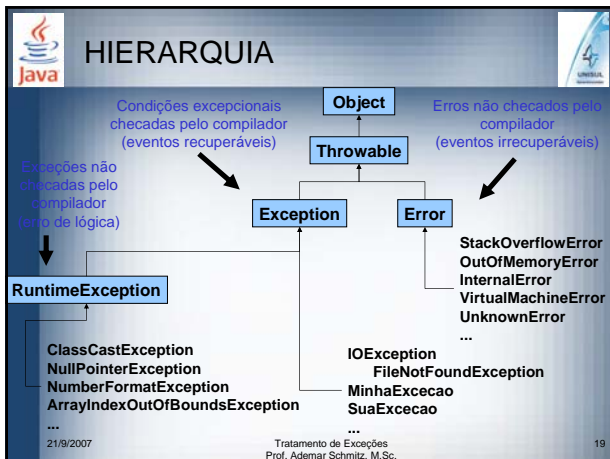 Java
HIERARQUIA
UNISUL
Condições excepcionais
checadas pelo compilador
(eventos recuperáveis)
Object
Erros não checados pelo
compilador
(eventos irrecuperáveis)
Throwable
Exceções não
checadas pelo
compilador
(erro de lógica)
Exception
Error
StackOverflowError
OutOfMemoryError
InternalError
VirtualMachineError
UnknownError
...
RuntimeException
ClassCastException
NullPointerException
NumberFormatException
ArrayIndexOutOfBoundsException
...
IOException
FileNotFoundException
MinhaExcecao
SuaExcecao
...
21/9/2007
Tratamento de Exceções
Prof. Ademar Schmitz, M.Sc.
19